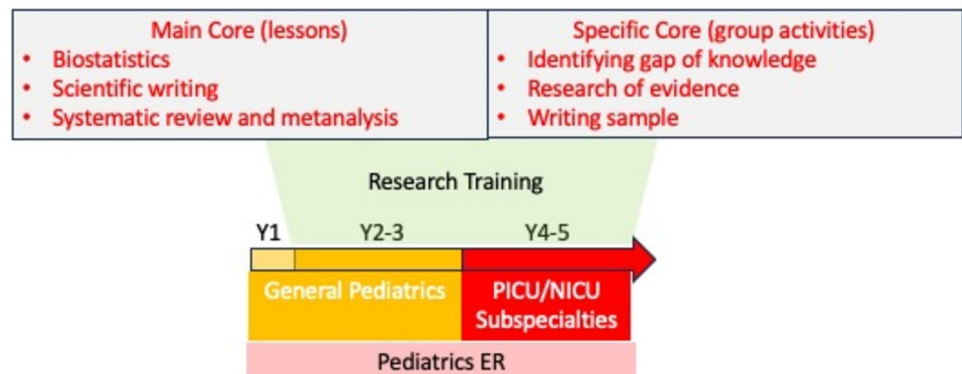 Main Core (lessons)
• Biostatistics
• Scientific writing
• Systematic review and metanalysis
Specific Core (group activities)
• Identifying gap of knowledge
• Research of evidence
• Writing sample
Research Training
Y1 Y2-3 Y4-5
General Pediatrics
PICU/NICU
Subspecialties
Pediatrics ER